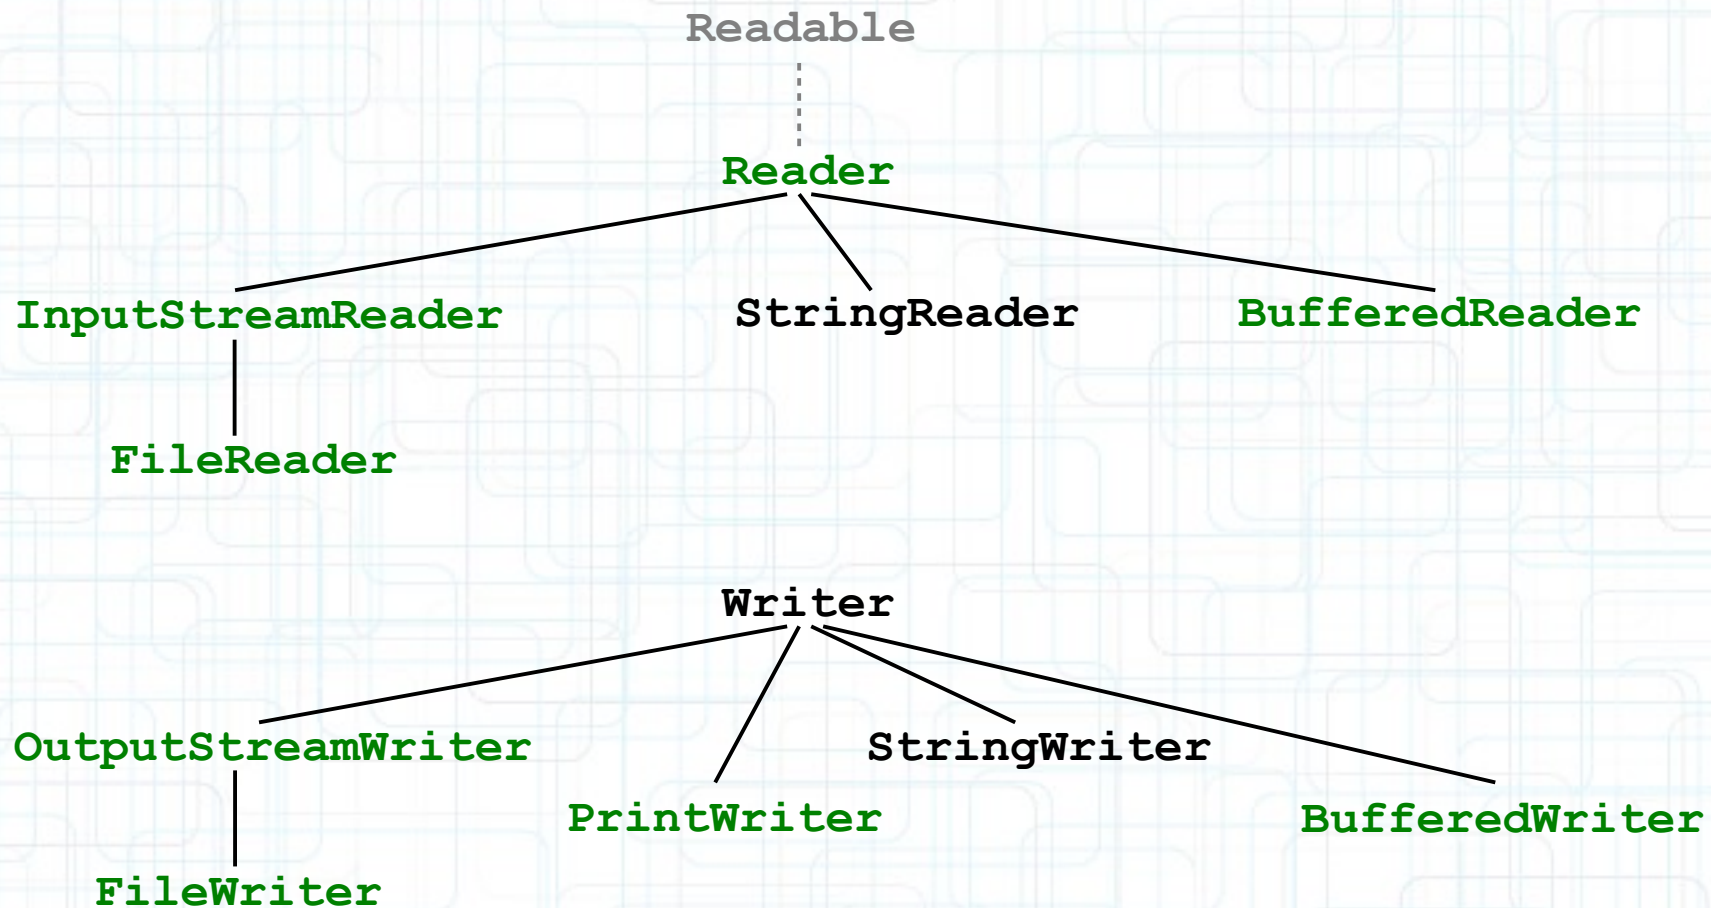 Readable
Reader
InputStreamReader StringReader BufferedReader
FileReader
Writer
OutputStreamWriter StringWriter
PrintWriter BufferedWriter
FileWriter